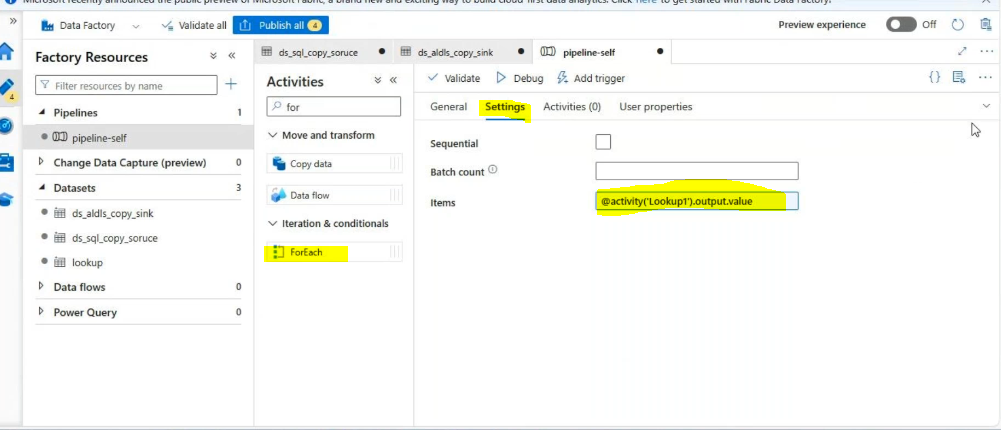 Microsoft recently announced the public preview of Microsoft Fabric, a brand new and exciting way to build cloud-first data analytics. Click here to get started with Fabric Data Factory!
Data Factory
Validate all
Publish all 4
Preview experience
Off
Factory Resources
Filter resources by name
Pipelines 1
pipeline-self
Change Data Capture (preview) 0
Datasets 3
ds_aldls_copy_sink
ds_sql_copy_soruce
lookup
Data flows 0
Power Query 0
ds_sql_copy_soruce
ds_aldls_copy_sink
pipeline-self
Activities
for
Move and transform
Copy data
Data flow
Iteration & conditionals
ForEach
Validate
Debug
Add trigger
General
Settings
Activities (0)
User properties
Sequential
Batch count
Items
@activity('Lookup1').output.value
4